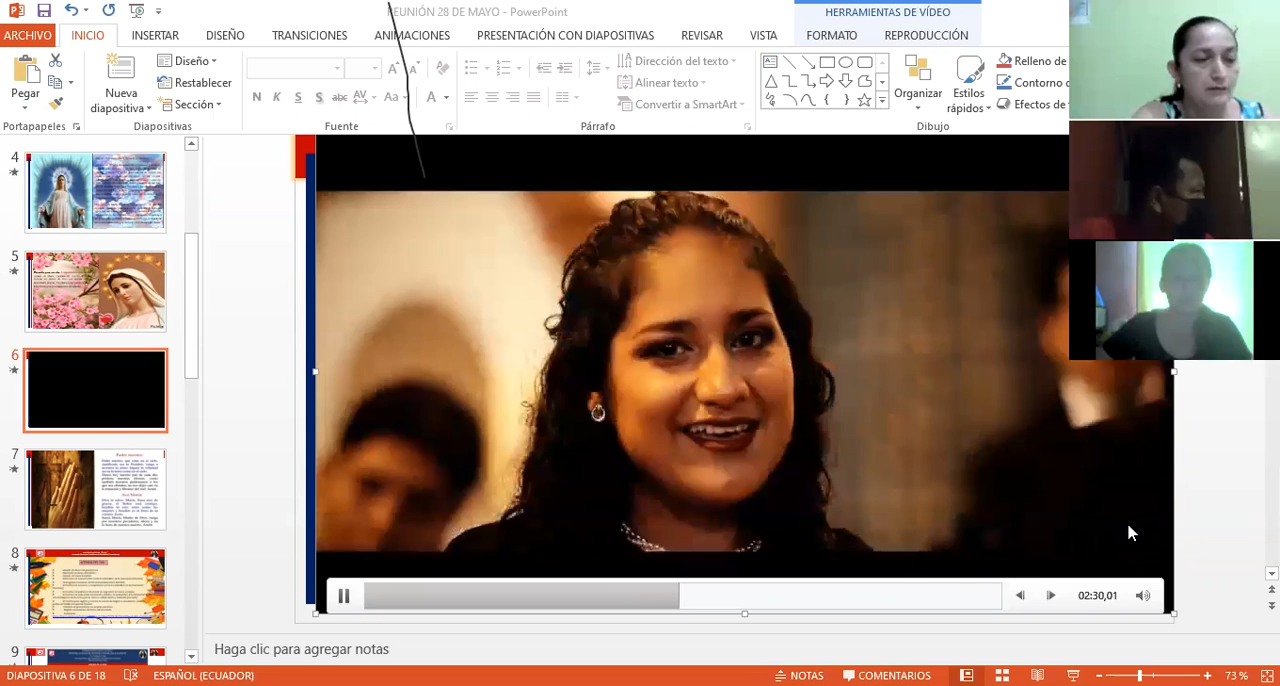 REUNIÓN 28 DE MAYO - PowerPoint
HERRAMIENTAS DE VÍDEO
ARCHIVO INICIO INSERTAR DISEÑO TRANSICIONES ANIMACIONES PRESENTACIÓN CON DIAPOSITIVAS REVISAR VISTA FORMATO REPRODUCCIÓN
Pegar
Nueva diapositiva
Diseño
Restablecer
Sección
N K S S abc AV Aa A
Dirección del texto
Alinear texto
Convertir a SmartArt
Organizar
Estilos rápidos
Relleno de
Contorno
Efectos de
Portapapeles Diapositivas Fuente Párrafo Dibujo
4
5
6
7
8
9
02:30,01
Haga clic para agregar notas
DIAPOSITIVA 6 DE 18 ESPAÑOL (ECUADOR) NOTAS COMENTARIOS 73 %